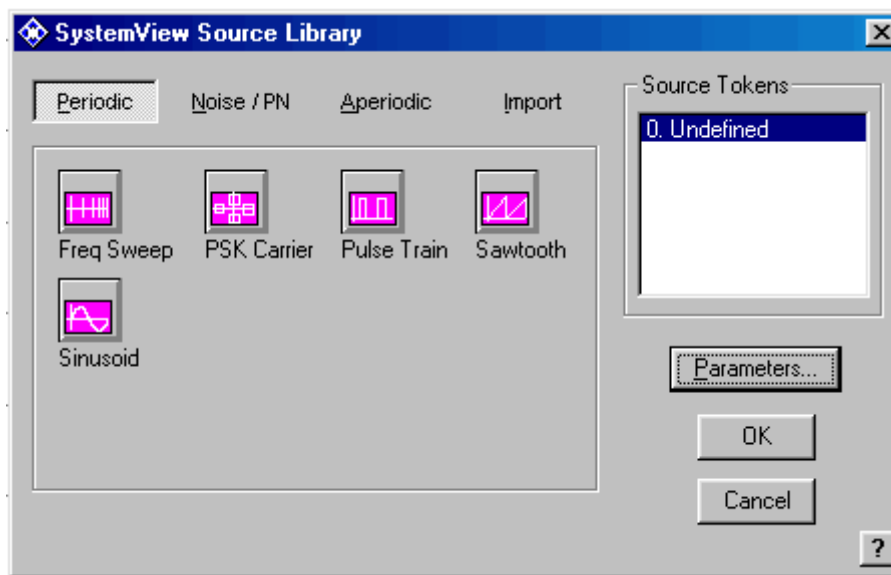 SystemView Source Library
Periodic Noise / PN Aperiodic Import
Source Tokens
0. Undefined
Freq Sweep PSK Carrier Pulse Train Sawtooth
Sinusoid
Parameters...
OK
Cancel
?